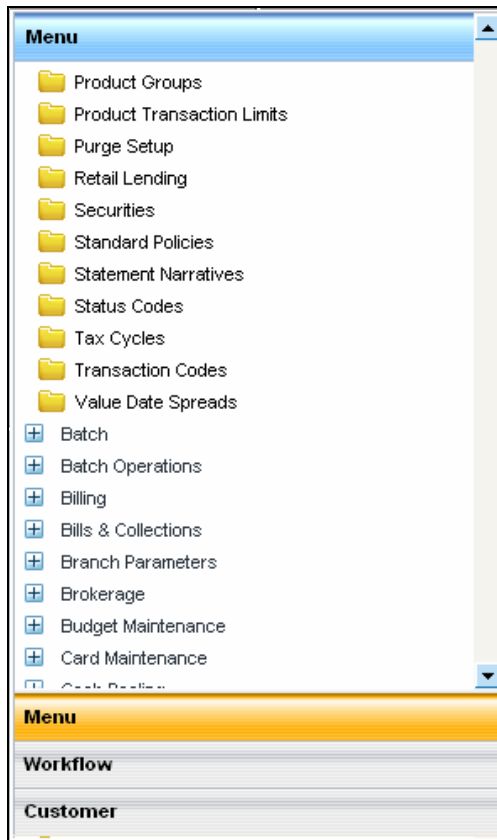 Menu
Product Groups
Product Transaction Limits
Purge Setup
Retail Lending
Securities
Standard Policies
Statement Narratives
Status Codes
Tax Cycles
Transaction Codes
Value Date Spreads
Batch
Batch Operations
Billing
Bills & Collections
Branch Parameters
Brokerage
Budget Maintenance
Card Maintenance
Cash Pooling
Menu
Workflow
Customer